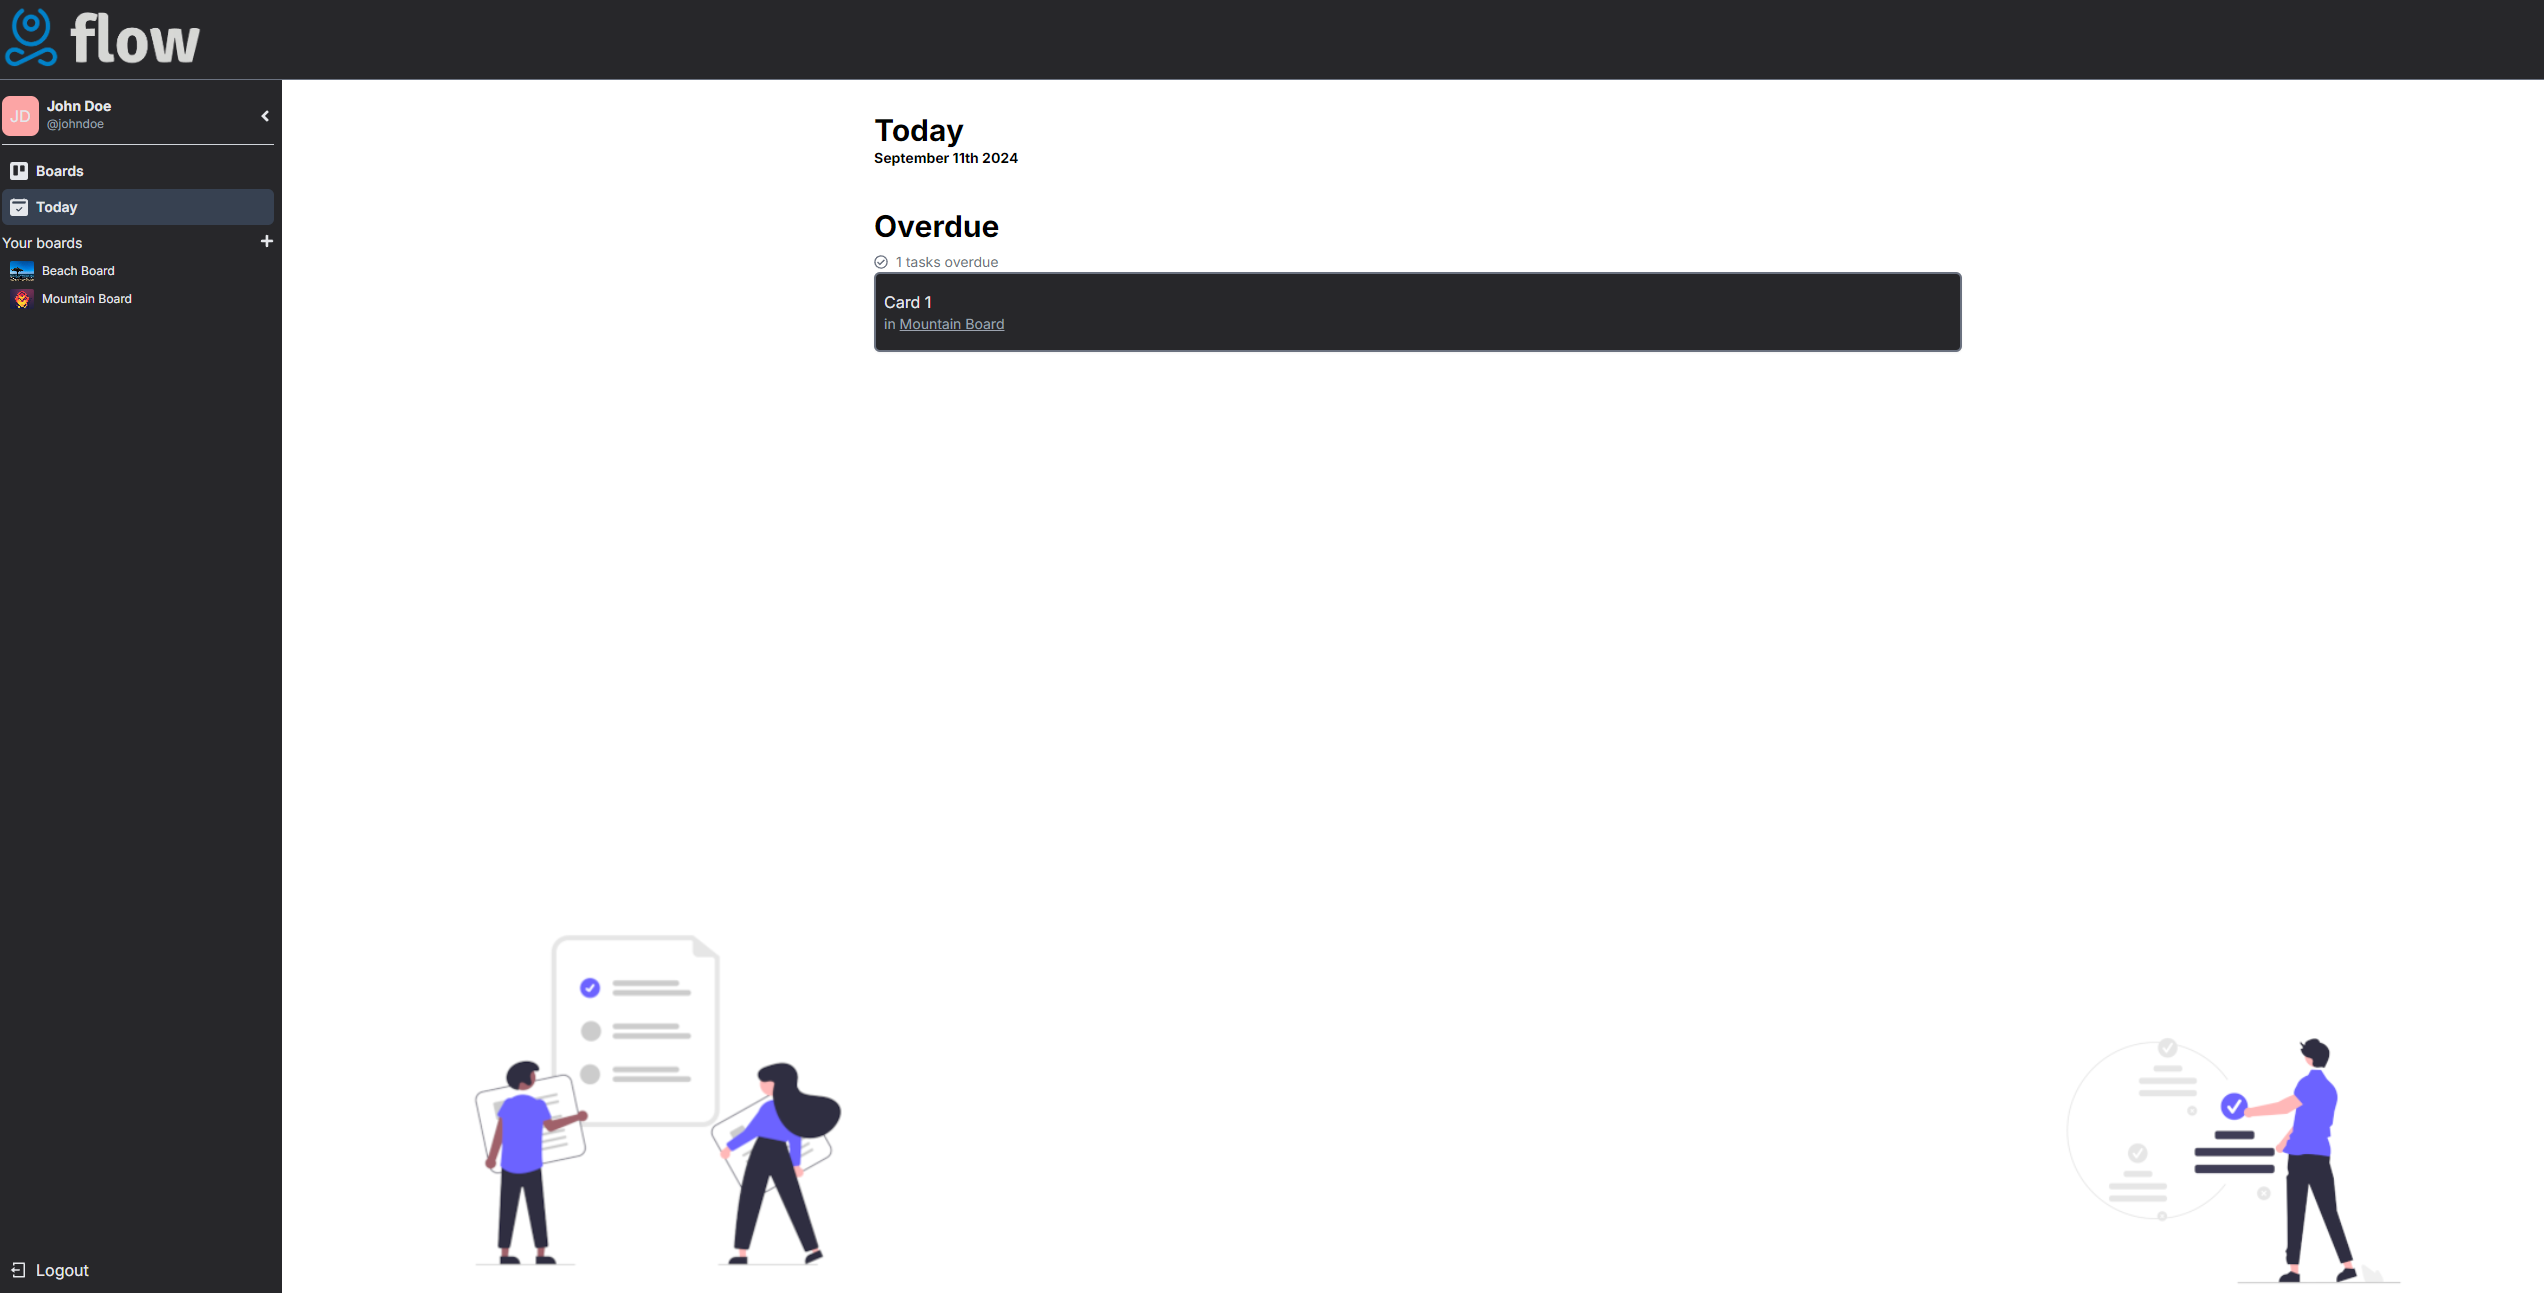 flow
JD
John Doe
@johndoe
Boards
Today
Your boards
Beach Board
Mountain Board
Logout
Today
September 11th 2024
Overdue
1 tasks overdue
Card 1
in Mountain Board